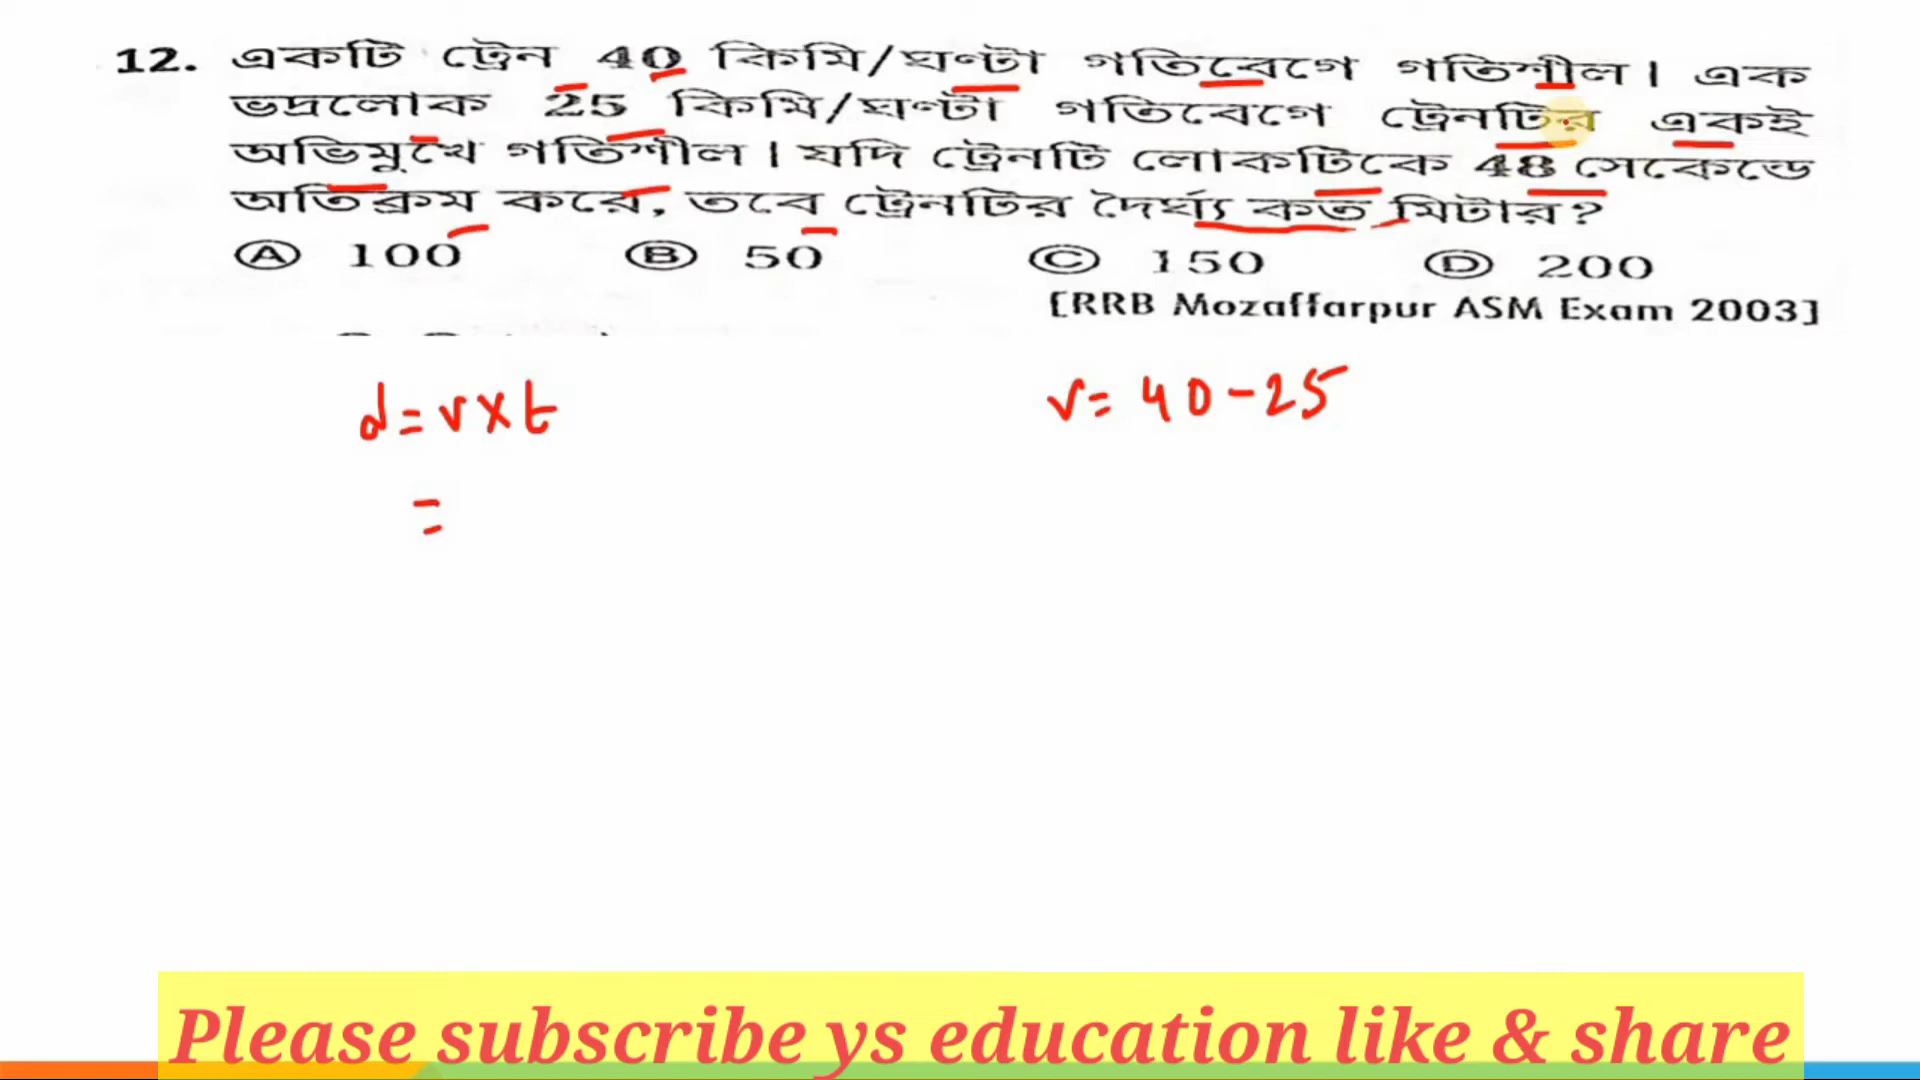 12. একটি ট্রেন 40 কিমি/ঘণ্টা গতিবেগে গতিশীল। এক
ভদ্রলোক 25 কিমি/ঘণ্টা গতিবেগে ট্রেনটির একই
অভিমুখে গতিশীল। যদি ট্রেনটি লোকটিকে 48 সেকেন্ডে
অতিক্রম করে, তবে ট্রেনটির দৈর্ঘ্য কত মিটার?
Ⓐ 100 Ⓑ 50 Ⓒ 150 Ⓓ 200
[RRB Mozaffarpur ASM Exam 2003]
d = v × t
v = 40 - 25
=
Please subscribe ys education like & share